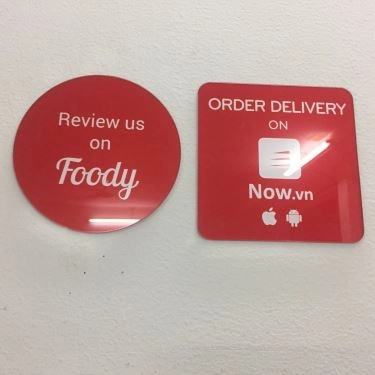 Review us
on
Foody
ORDER DELIVERY
ON
Now.vn